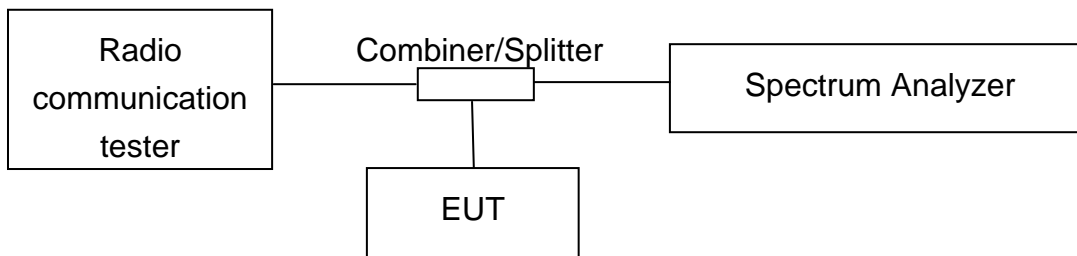 Radio
communication
tester
Combiner/Splitter
Spectrum Analyzer
EUT